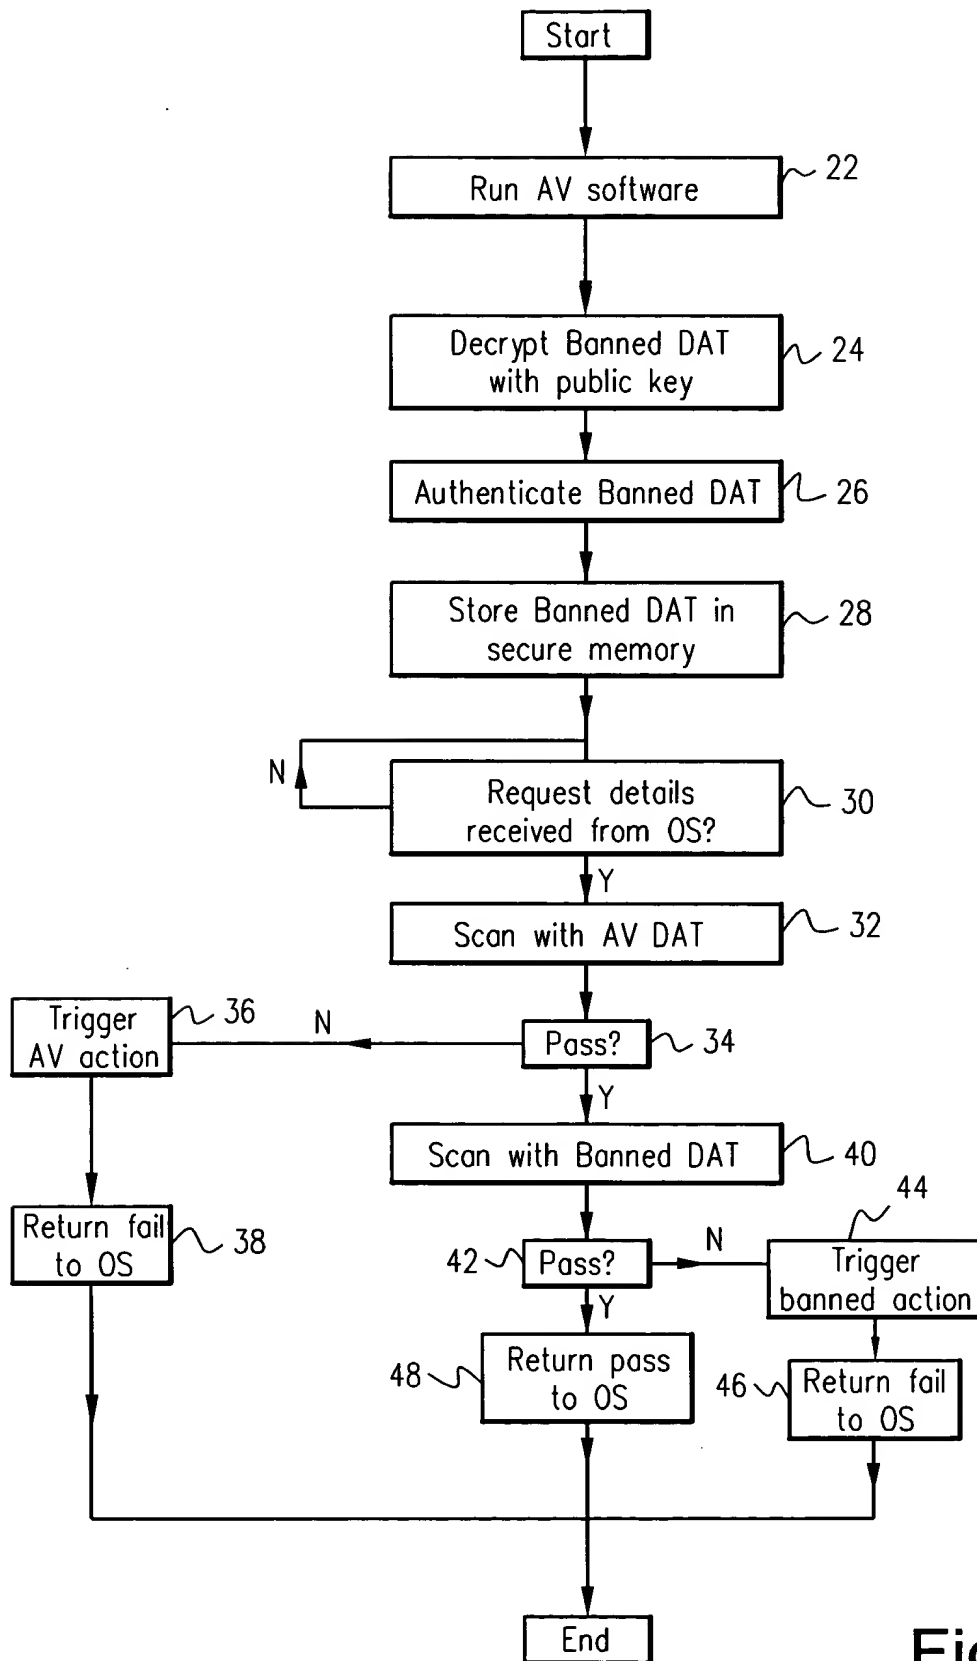 Start
Run AV software
22
Decrypt Banned DAT
with public key
24
Authenticate Banned DAT
26
Store Banned DAT in
secure memory
28
N
Request details
received from OS?
30
Y
Scan with AV DAT
32
Trigger
AV action
36
N
Pass?
34
Y
Scan with Banned DAT
40
Return fail
to OS
38
42
Pass?
N
44
Trigger
banned action
Y
48
Return pass
to OS
46
Return fail
to OS
End